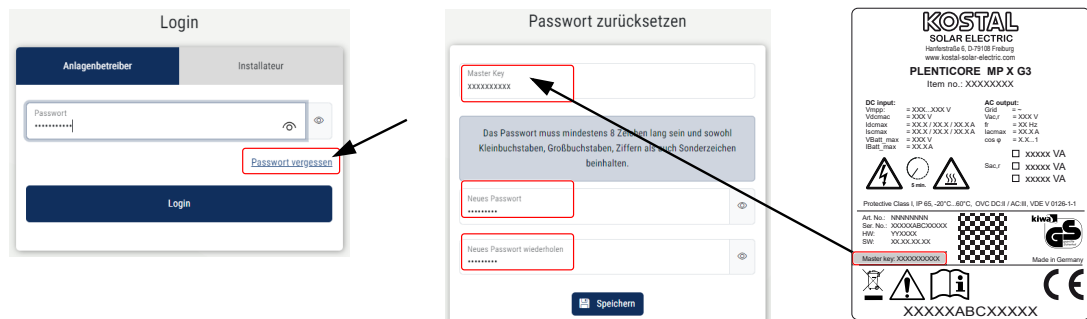 Login
Anlagenbetreiber
Installateur
Passwort
Passwort vergessen
Login
Passwort zurücksetzen
Master Key
XXXXXXXXXX
Das Passwort muss mindestens 8 Zeichen lang sein und sowohl
Kleinbuchstaben, Großbuchstaben, Ziffern als auch Sonderzeichen
beinhalten.
Neues Passwort
Neues Passwort wiederholen
Speichern
KOSTAL
SOLAR ELECTRIC
Hanferstraße 6, D-79108 Freiburg
www.kostal-solar-electric.com
PLENTICORE MP X G3
Item no.: XXXXXXXX
DC input:
Vmpp: = XXX...XXX V
Vdcmax = XXX V
Idcmax = XX.X / XX.X / XX.X A
Iscmax = XX.X / XX.X / XX.X A
VBatt_max = XXX V
IBatt_max = XX.X A
AC output:
Grid = ~
Vac,r = XXX V
fr = XX Hz
Iacmax = XX.X A
cos φ = X.X...1
Sac,r
xxxxx VA
xxxxx VA
xxxxx VA
5 min.
Protective Class I, IP 65, -20°C..60°C, OVC DC:II / AC:III, VDE V 0126-1-1
Art. No.: NNNNNNNN
Ser. No.: XXXXXABCXXXXX
HW: YYXXXX
SW: XX.XX.XX.XX
Master key: XXXXXXXXXX
kiwa
GS
Made in Germany
CE
XXXXXABCXXXXX